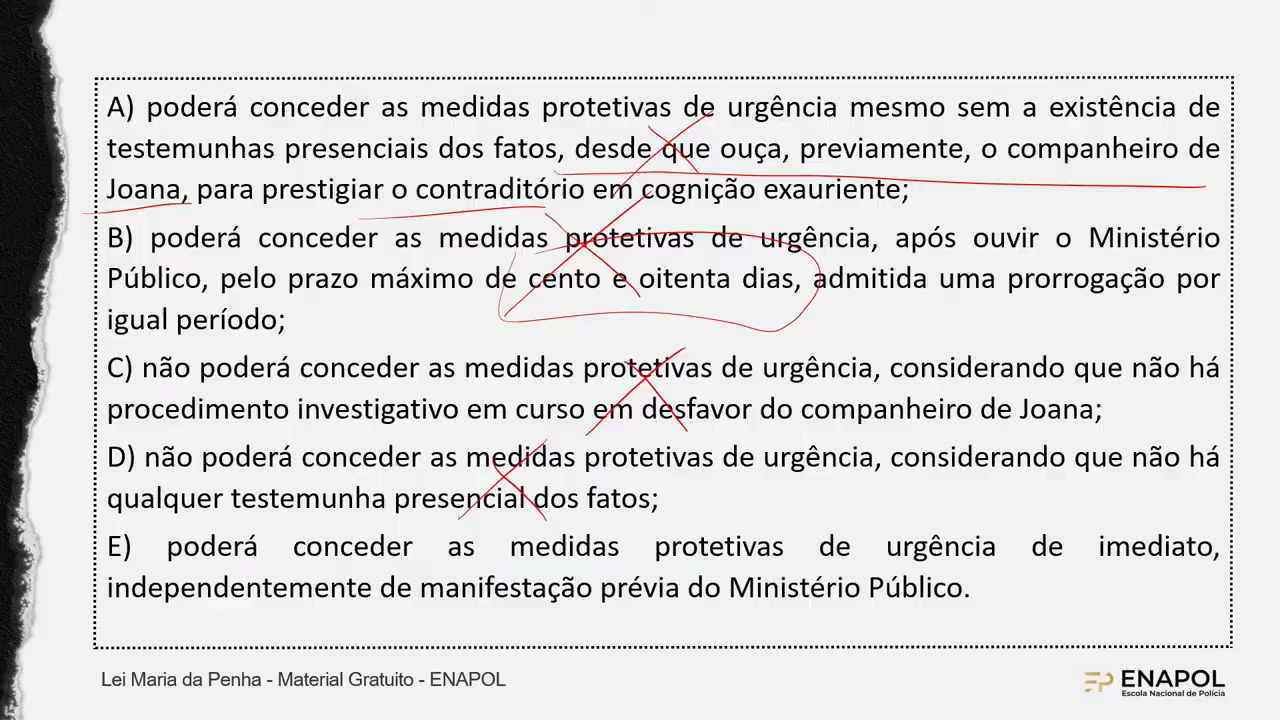 A) poderá conceder as medidas protetivas de urgência mesmo sem a existência de
testemunhas presenciais dos fatos, desde que ouça, previamente, o companheiro de
Joana, para prestigiar o contraditório em cognição exauriente;
B) poderá conceder as medidas protetivas de urgência, após ouvir o Ministério
Público, pelo prazo máximo de cento e oitenta dias, admitida uma prorrogação por
igual período;
C) não poderá conceder as medidas protetivas de urgência, considerando que não há
procedimento investigativo em curso em desfavor do companheiro de Joana;
D) não poderá conceder as medidas protetivas de urgência, considerando que não há
qualquer testemunha presencial dos fatos;
E) poderá conceder as medidas protetivas de urgência de imediato,
independentemente de manifestação prévia do Ministério Público.
Lei Maria da Penha - Material Gratuito - ENAPOL
ENAPOL
Escola Nacional de Polícia